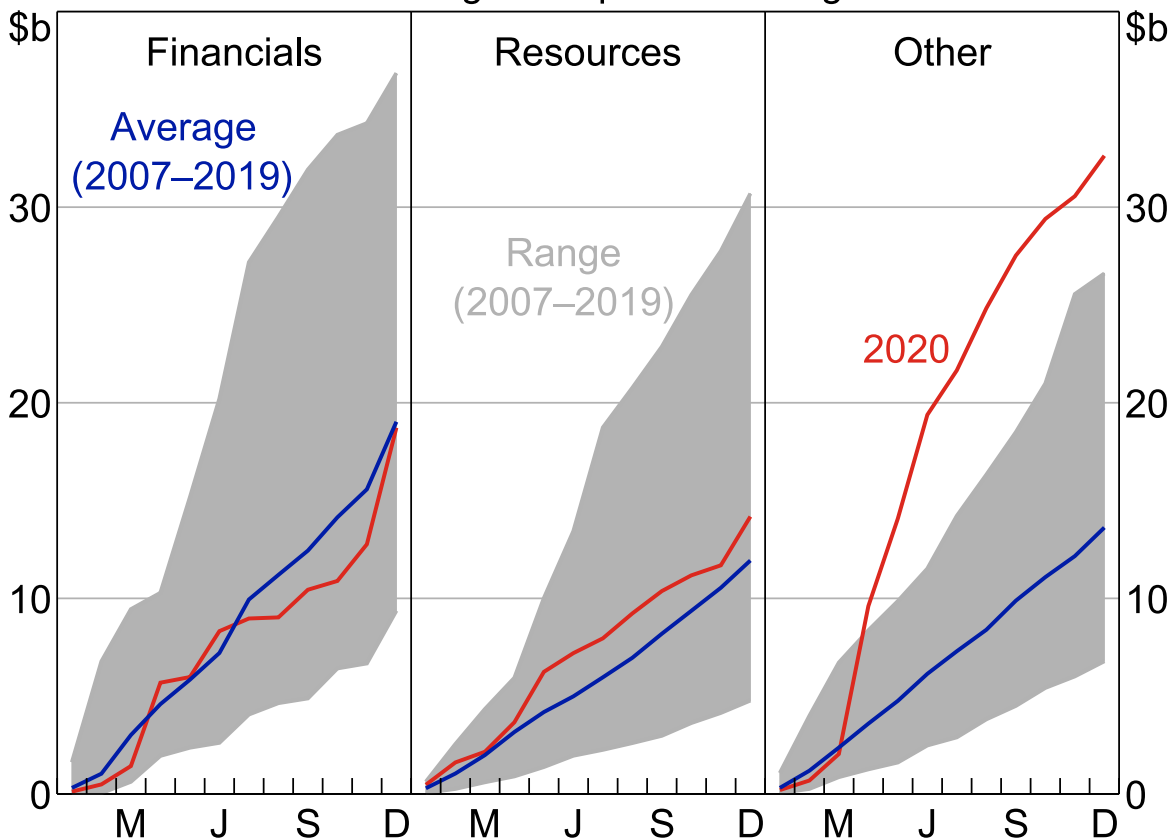 $b
$b
Financials
Resources
Other
Average
(2007–2019)
Range
(2007–2019)
2020
30
30
20
20
10
10
0
0
M
J
S
D
M
J
S
D
M
J
S
D